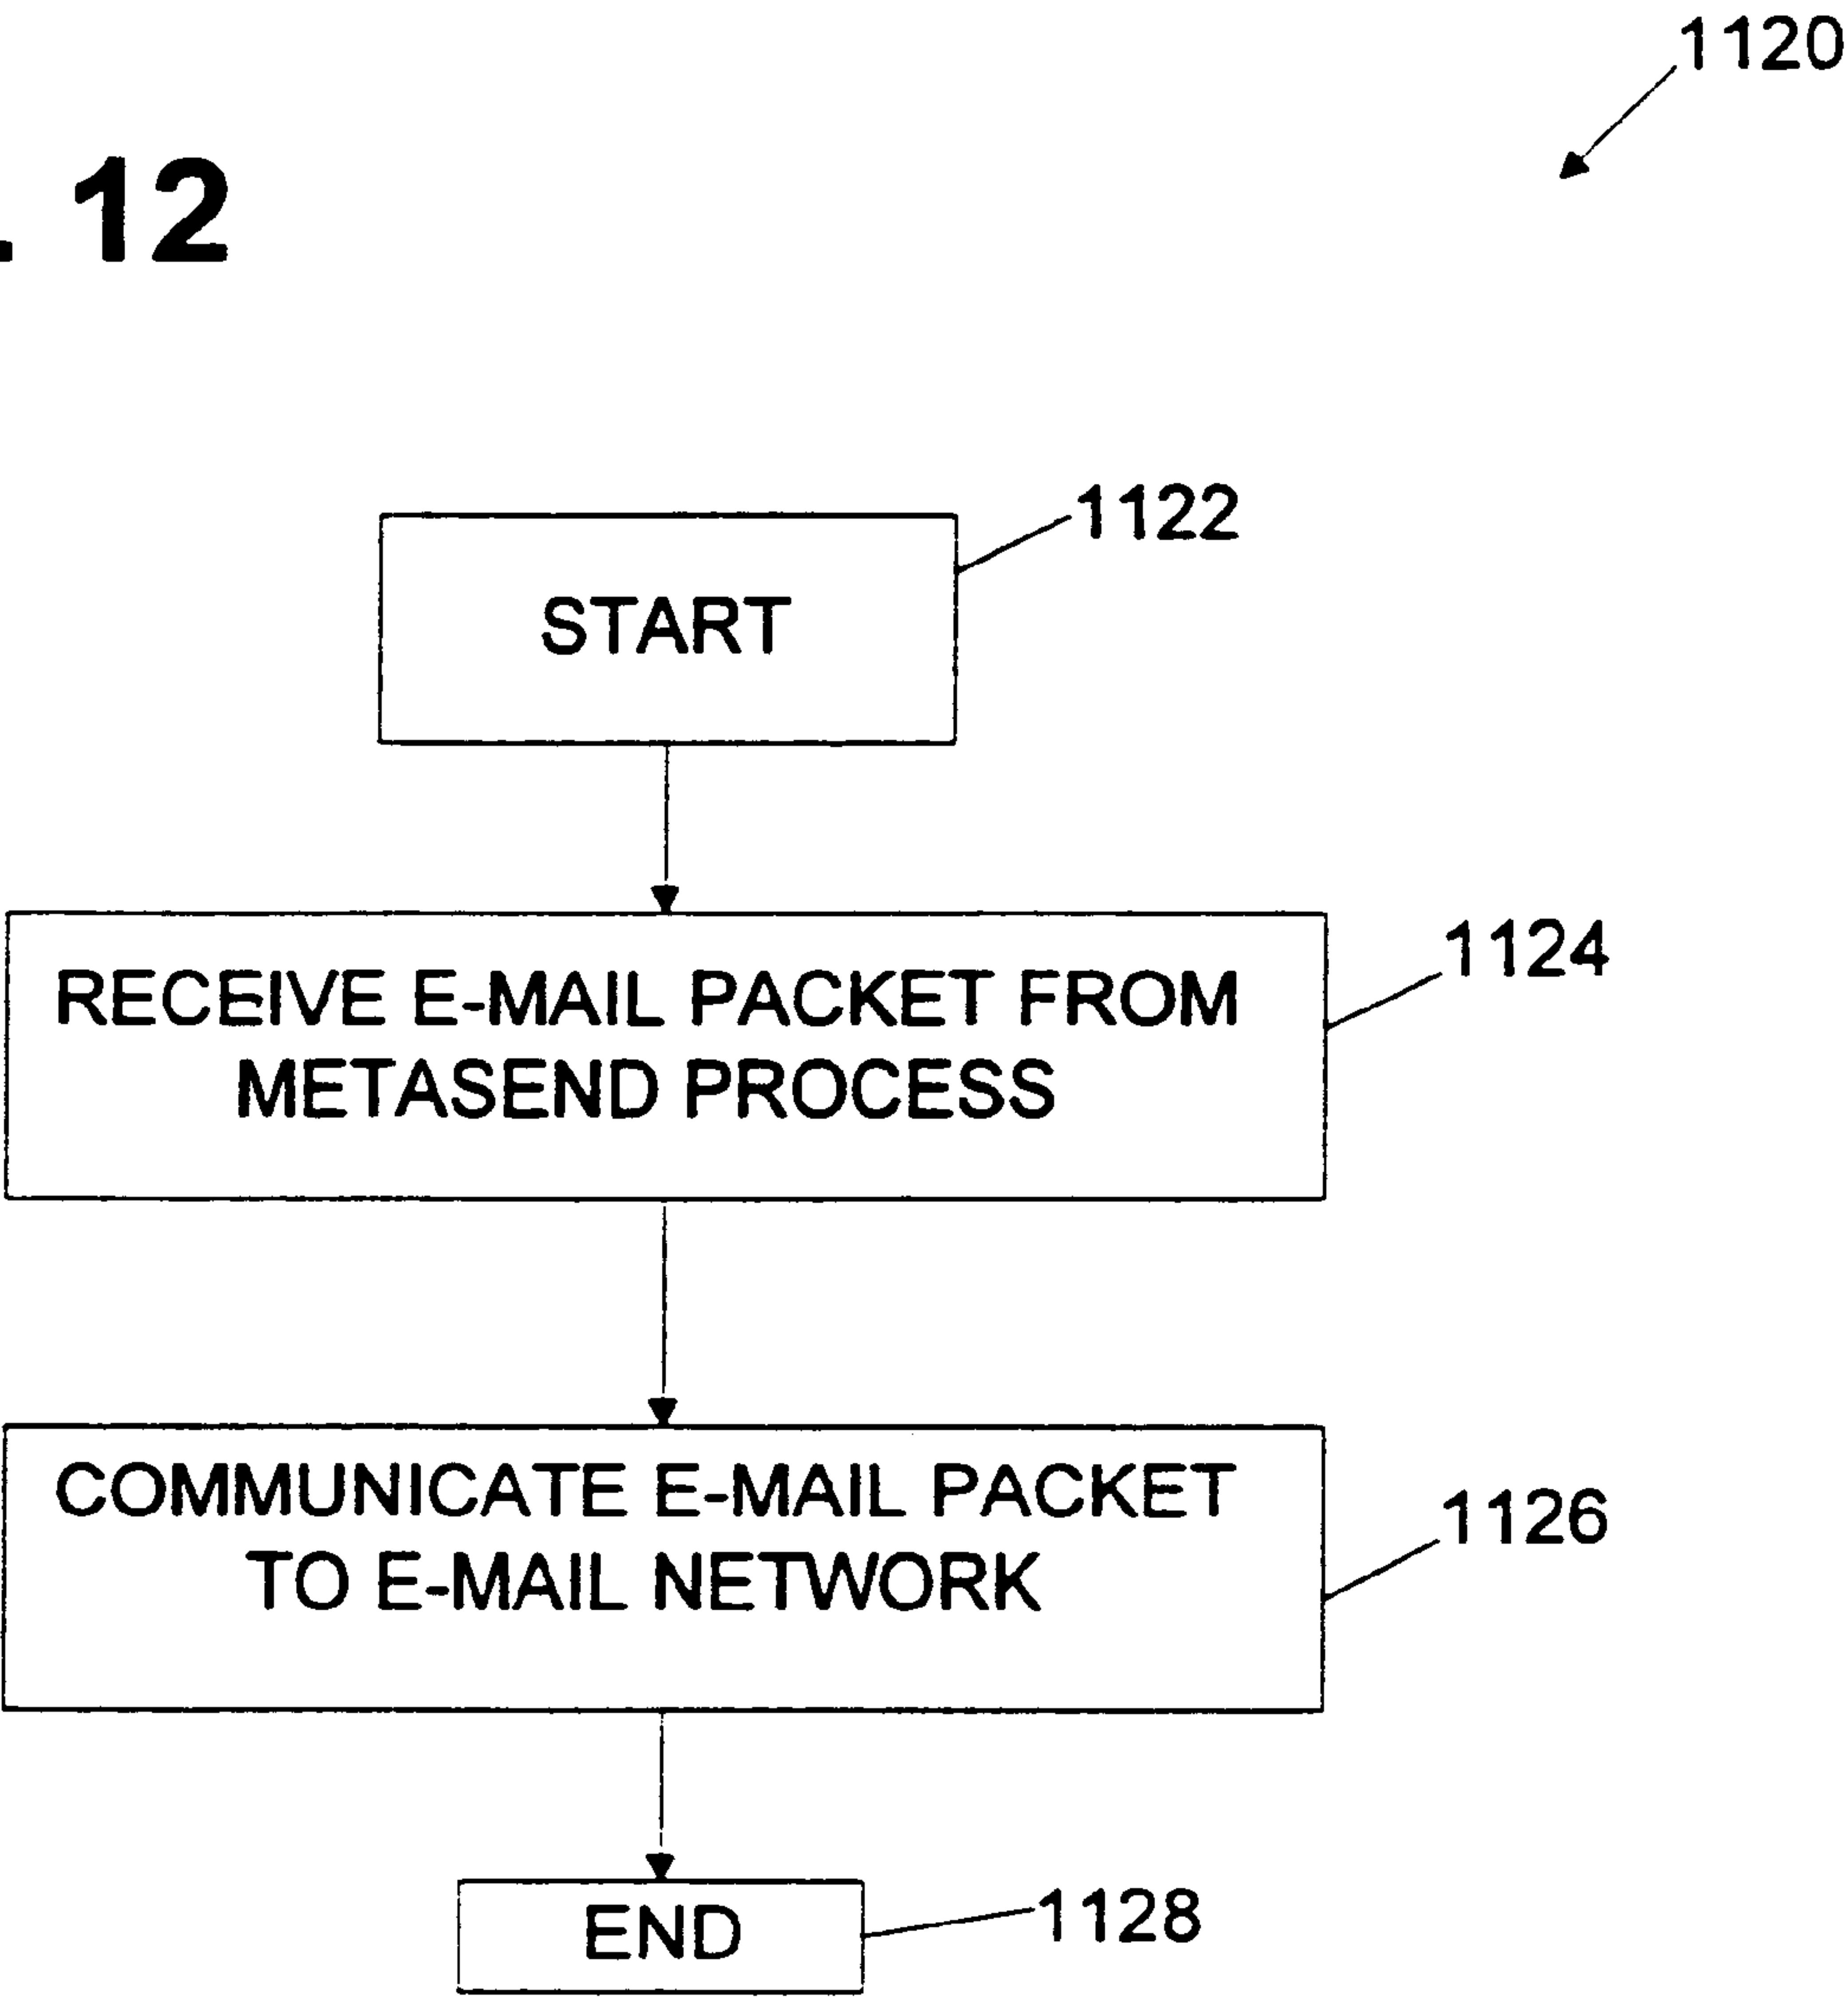 1120
. 12
1122
START
1124
RECEIVE E-MAIL PACKET FROM
METASEND PROCESS
1126
COMMUNICATE E-MAIL PACKET
TO E-MAIL NETWORK
1128
END